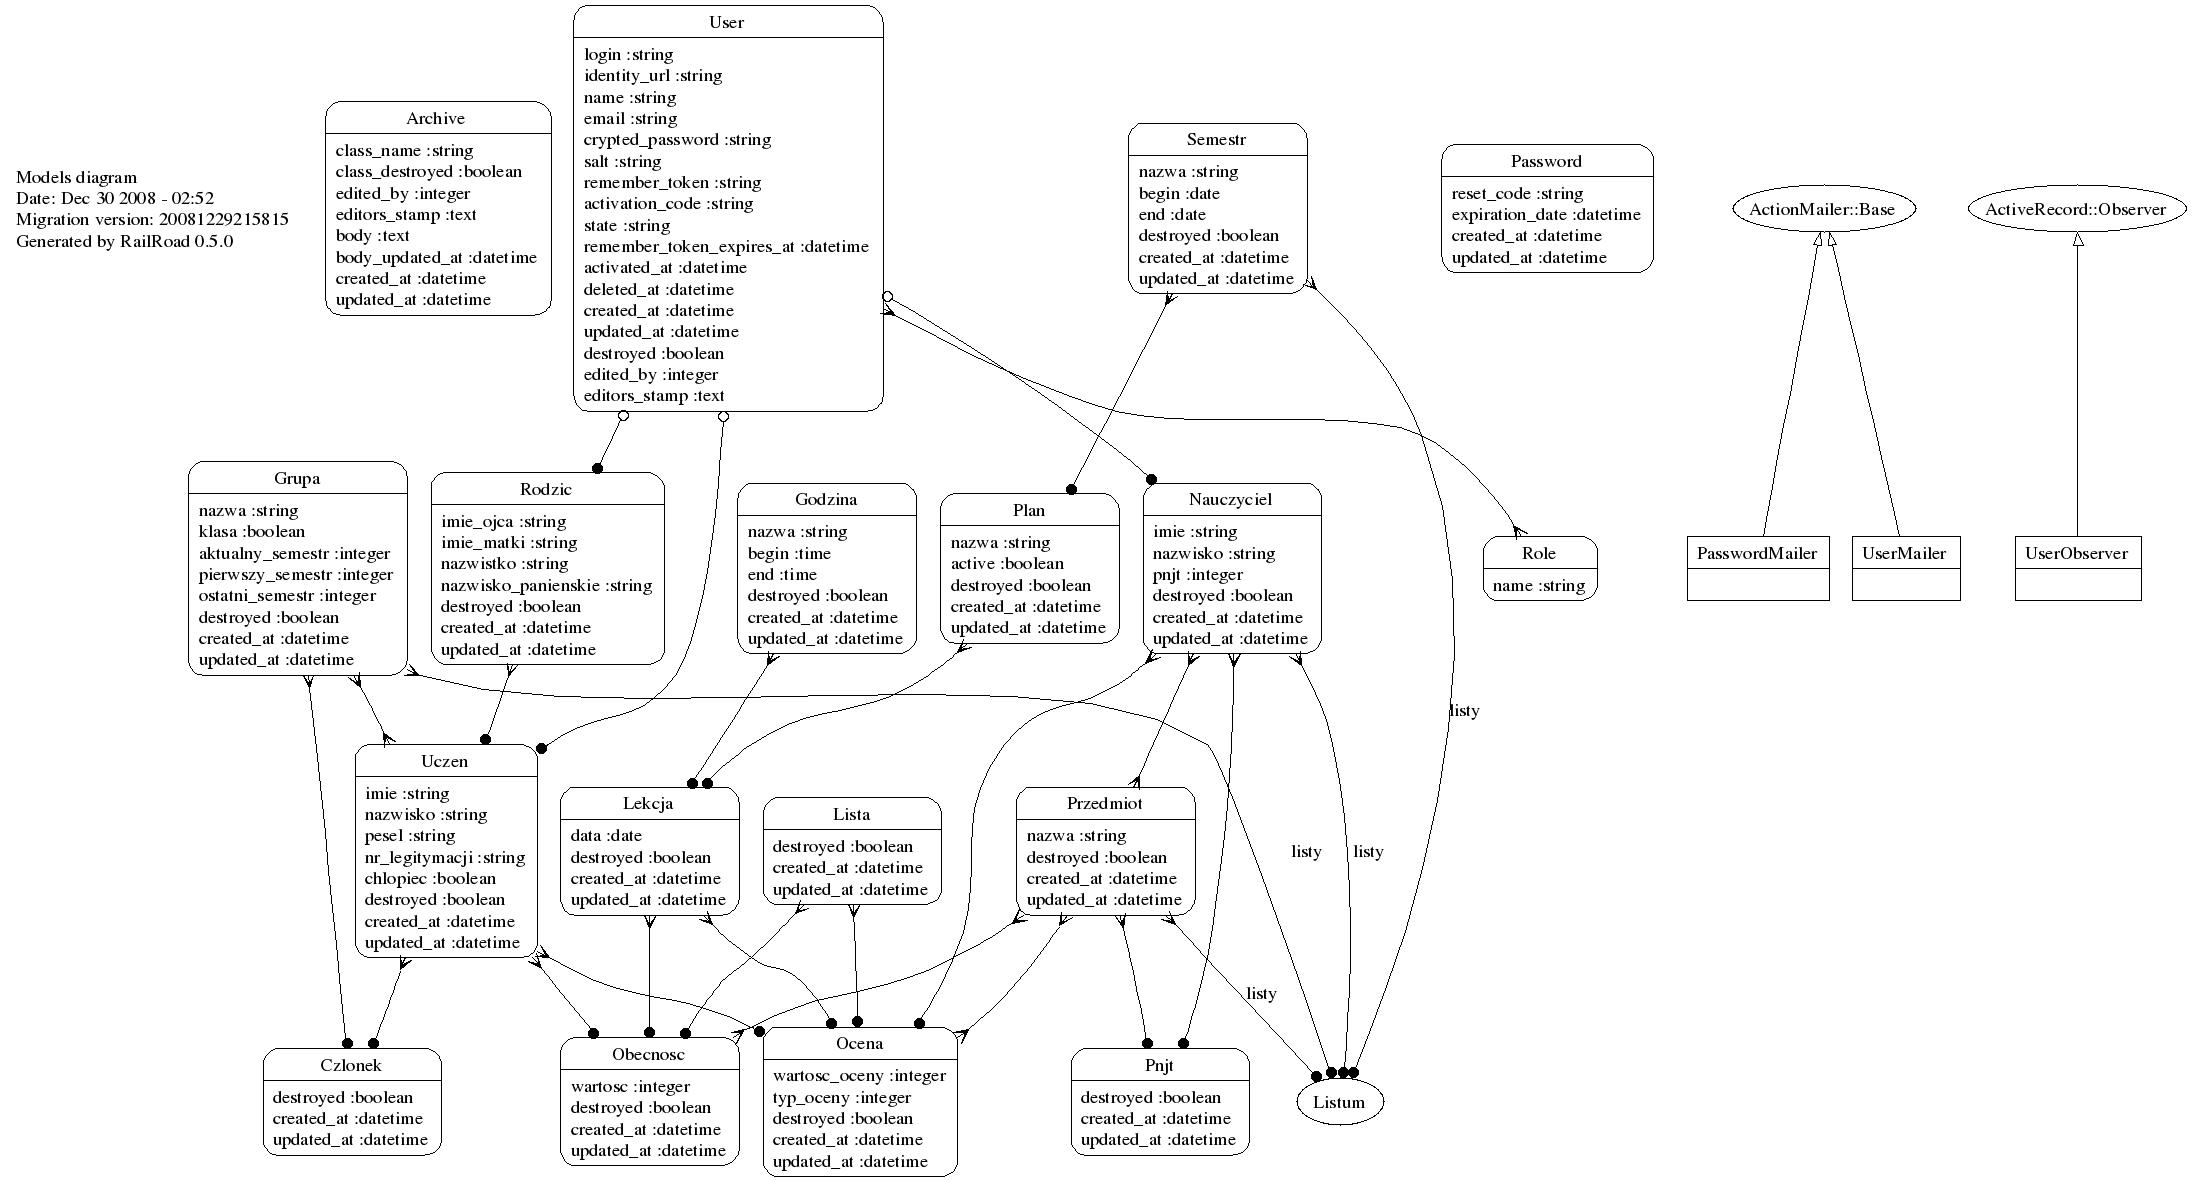 Models diagram
Date: Dec 30 2008 - 02:52
Migration version: 20081229215815
Generated by RailRoad 0.5.0
Archive
class_name :string
class_destroyed :boolean
edited_by :integer
editors_stamp :text
body :text
body_updated_at :datetime
created_at :datetime
updated_at :datetime
User
login :string
identity_url :string
name :string
email :string
crypted_password :string
salt :string
remember_token :string
activation_code :string
state :string
remember_token_expires_at :datetime
activated_at :datetime
deleted_at :datetime
created_at :datetime
updated_at :datetime
destroyed :boolean
edited_by :integer
editors_stamp :text
Semestr
nazwa :string
begin :date
end :date
destroyed :boolean
created_at :datetime
updated_at :datetime
Password
reset_code :string
expiration_date :datetime
created_at :datetime
updated_at :datetime
ActionMailer::Base
ActiveRecord::Observer
Grupa
nazwa :string
klasa :boolean
aktualny_semestr :integer
pierwszy_semestr :integer
ostatni_semestr :integer
destroyed :boolean
created_at :datetime
updated_at :datetime
Rodzic
imie_ojca :string
imie_matki :string
nazwistko :string
nazwisko_panienskie :string
destroyed :boolean
created_at :datetime
updated_at :datetime
Godzina
nazwa :string
begin :time
end :time
destroyed :boolean
created_at :datetime
updated_at :datetime
Plan
nazwa :string
active :boolean
destroyed :boolean
created_at :datetime
updated_at :datetime
Nauczyciel
imie :string
nazwisko :string
pnjt :integer
destroyed :boolean
created_at :datetime
updated_at :datetime
Role
name :string
PasswordMailer
UserMailer
UserObserver
listy
Uczen
imie :string
nazwisko :string
pesel :string
nr_legitymacji :string
chlopiec :boolean
destroyed :boolean
created_at :datetime
updated_at :datetime
Lekcja
data :date
destroyed :boolean
created_at :datetime
updated_at :datetime
Lista
destroyed :boolean
created_at :datetime
updated_at :datetime
Przedmiot
nazwa :string
destroyed :boolean
created_at :datetime
updated_at :datetime
listy
listy
listy
Czlonek
destroyed :boolean
created_at :datetime
updated_at :datetime
Obecnosc
wartosc :integer
destroyed :boolean
created_at :datetime
updated_at :datetime
Ocena
wartosc_oceny :integer
typ_oceny :integer
destroyed :boolean
created_at :datetime
updated_at :datetime
Pnjt
destroyed :boolean
created_at :datetime
updated_at :datetime
Listum